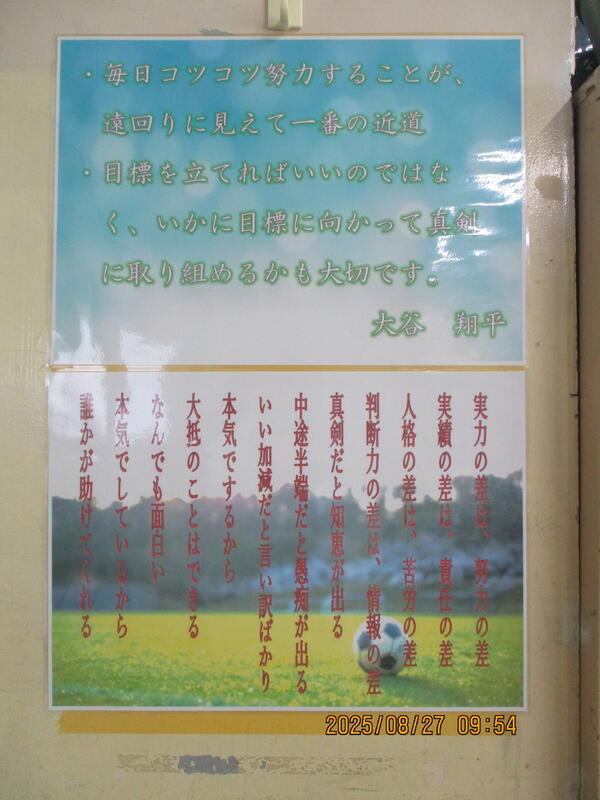 ・毎日コツコツ努力することが、
遠回りに見えて一番の近道
・目標を立てればいいのではな
く、いかに目標に向かって真剣
に取り組めるかも大切です。
大谷　翔平
実力の差は、努力の差
実績の差は、責任の差
人格の差は、苦労の差
判断力の差は、情報の差
真剣だと知恵が出る
中途半端だと愚痴が出る
いい加減だと言い訳ばかり
本気でするから
大抵のことはできる
なんでも面白い
本気でしているから
誰かが助けてくれる
2025/08/27 09:54